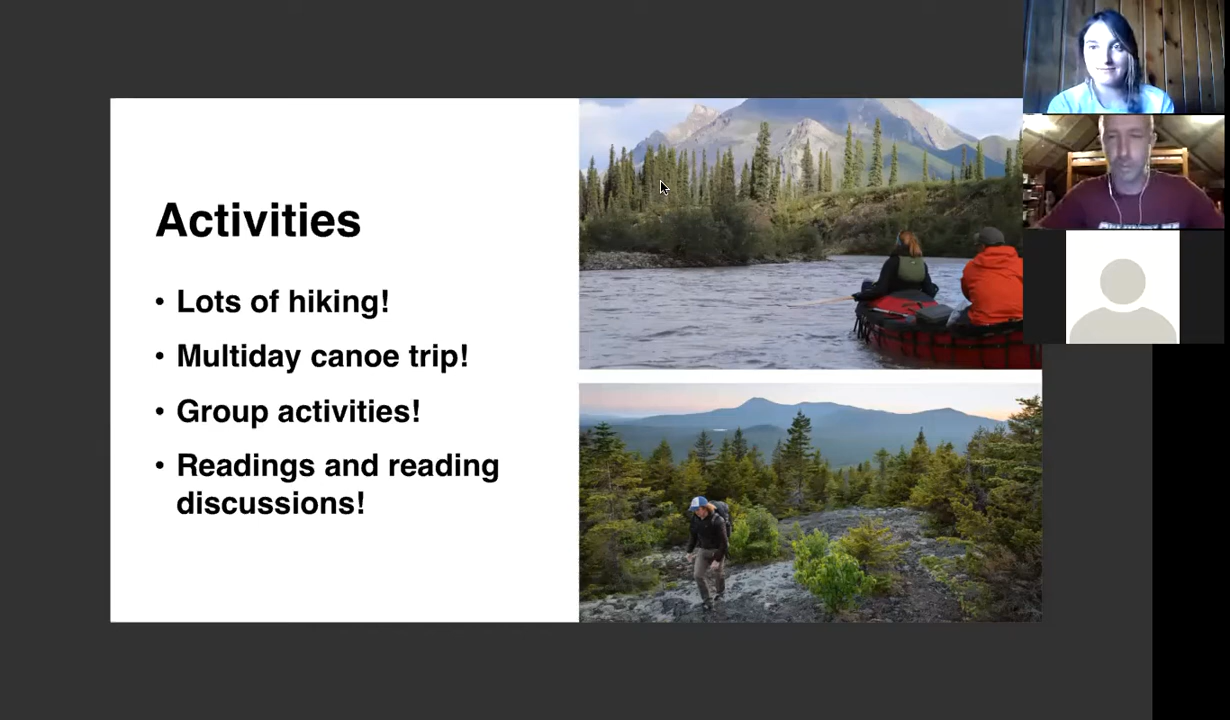 Activities
• Lots of hiking!
• Multiday canoe trip!
• Group activities!
• Readings and reading
discussions!